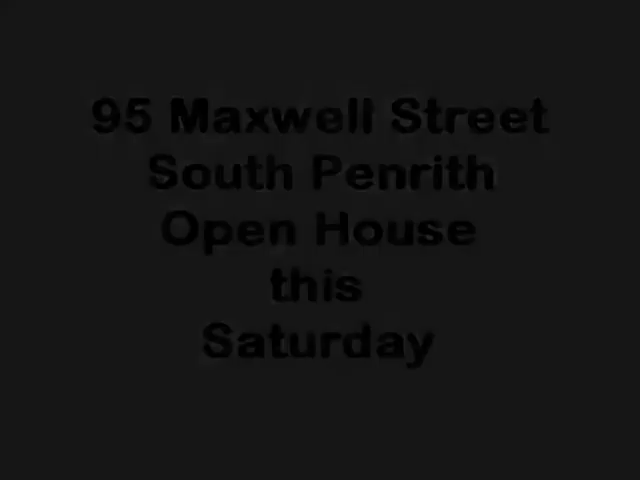 95 Maxwell Street
South Penrith
Open House
this
Saturday